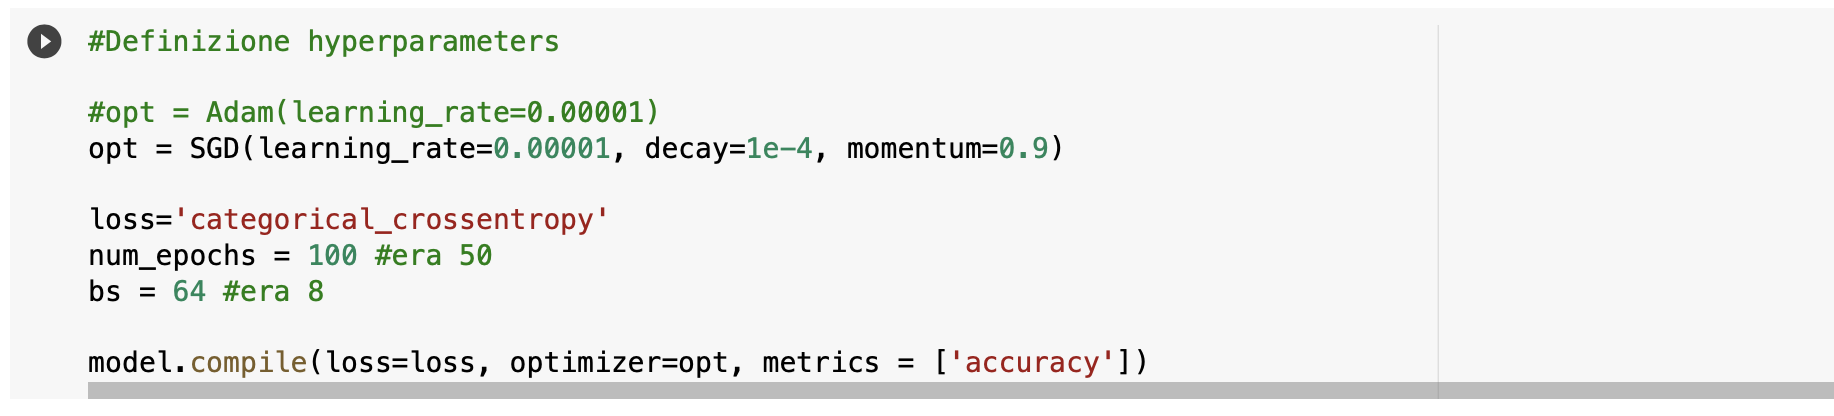 #Definizione hyperparameters
#opt = Adam(learning_rate=0.00001)
opt = SGD(learning_rate=0.00001, decay=1e-4, momentum=0.9)
loss='categorical_crossentropy'
num_epochs = 100 #era 50
bs = 64 #era 8
model.compile(loss=loss, optimizer=opt, metrics = ['accuracy'])